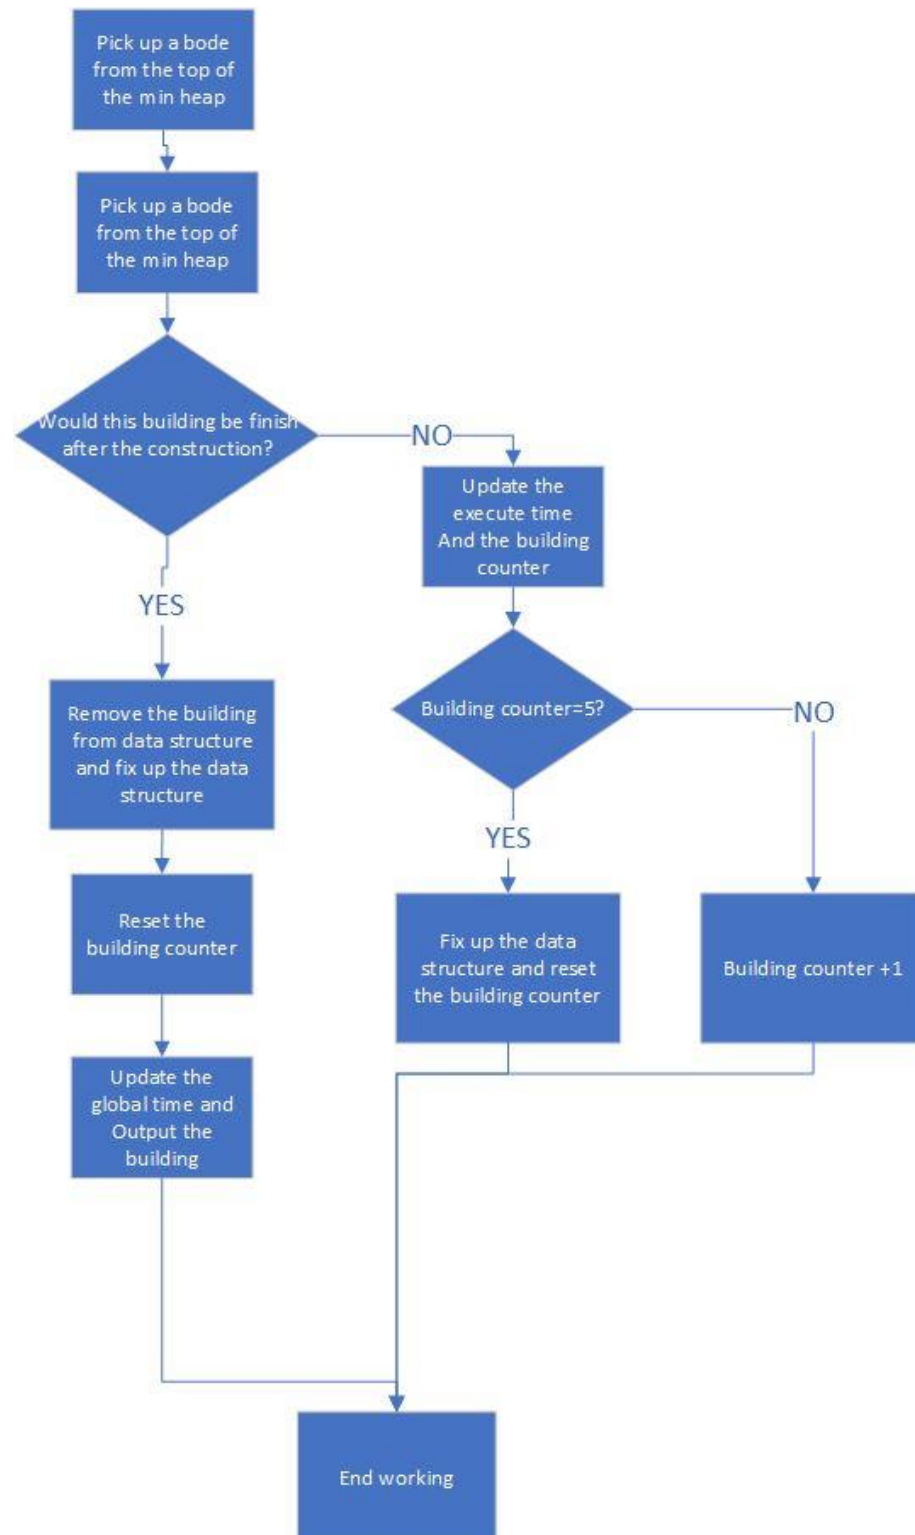 Pick up a bode
from the top of
the min heap
Pick up a bode
from the top of
the min heap
Would this building be finish
after the construction?
NO
Update the
execute time
And the building
counter
YES
Building counter=5?
NO
Remove the building
from data structure
and fix up the data
structure
YES
Reset the
building counter
Fix up the data
structure and reset
the building counter
Building counter +1
Update the
global time and
Output the
building
End working